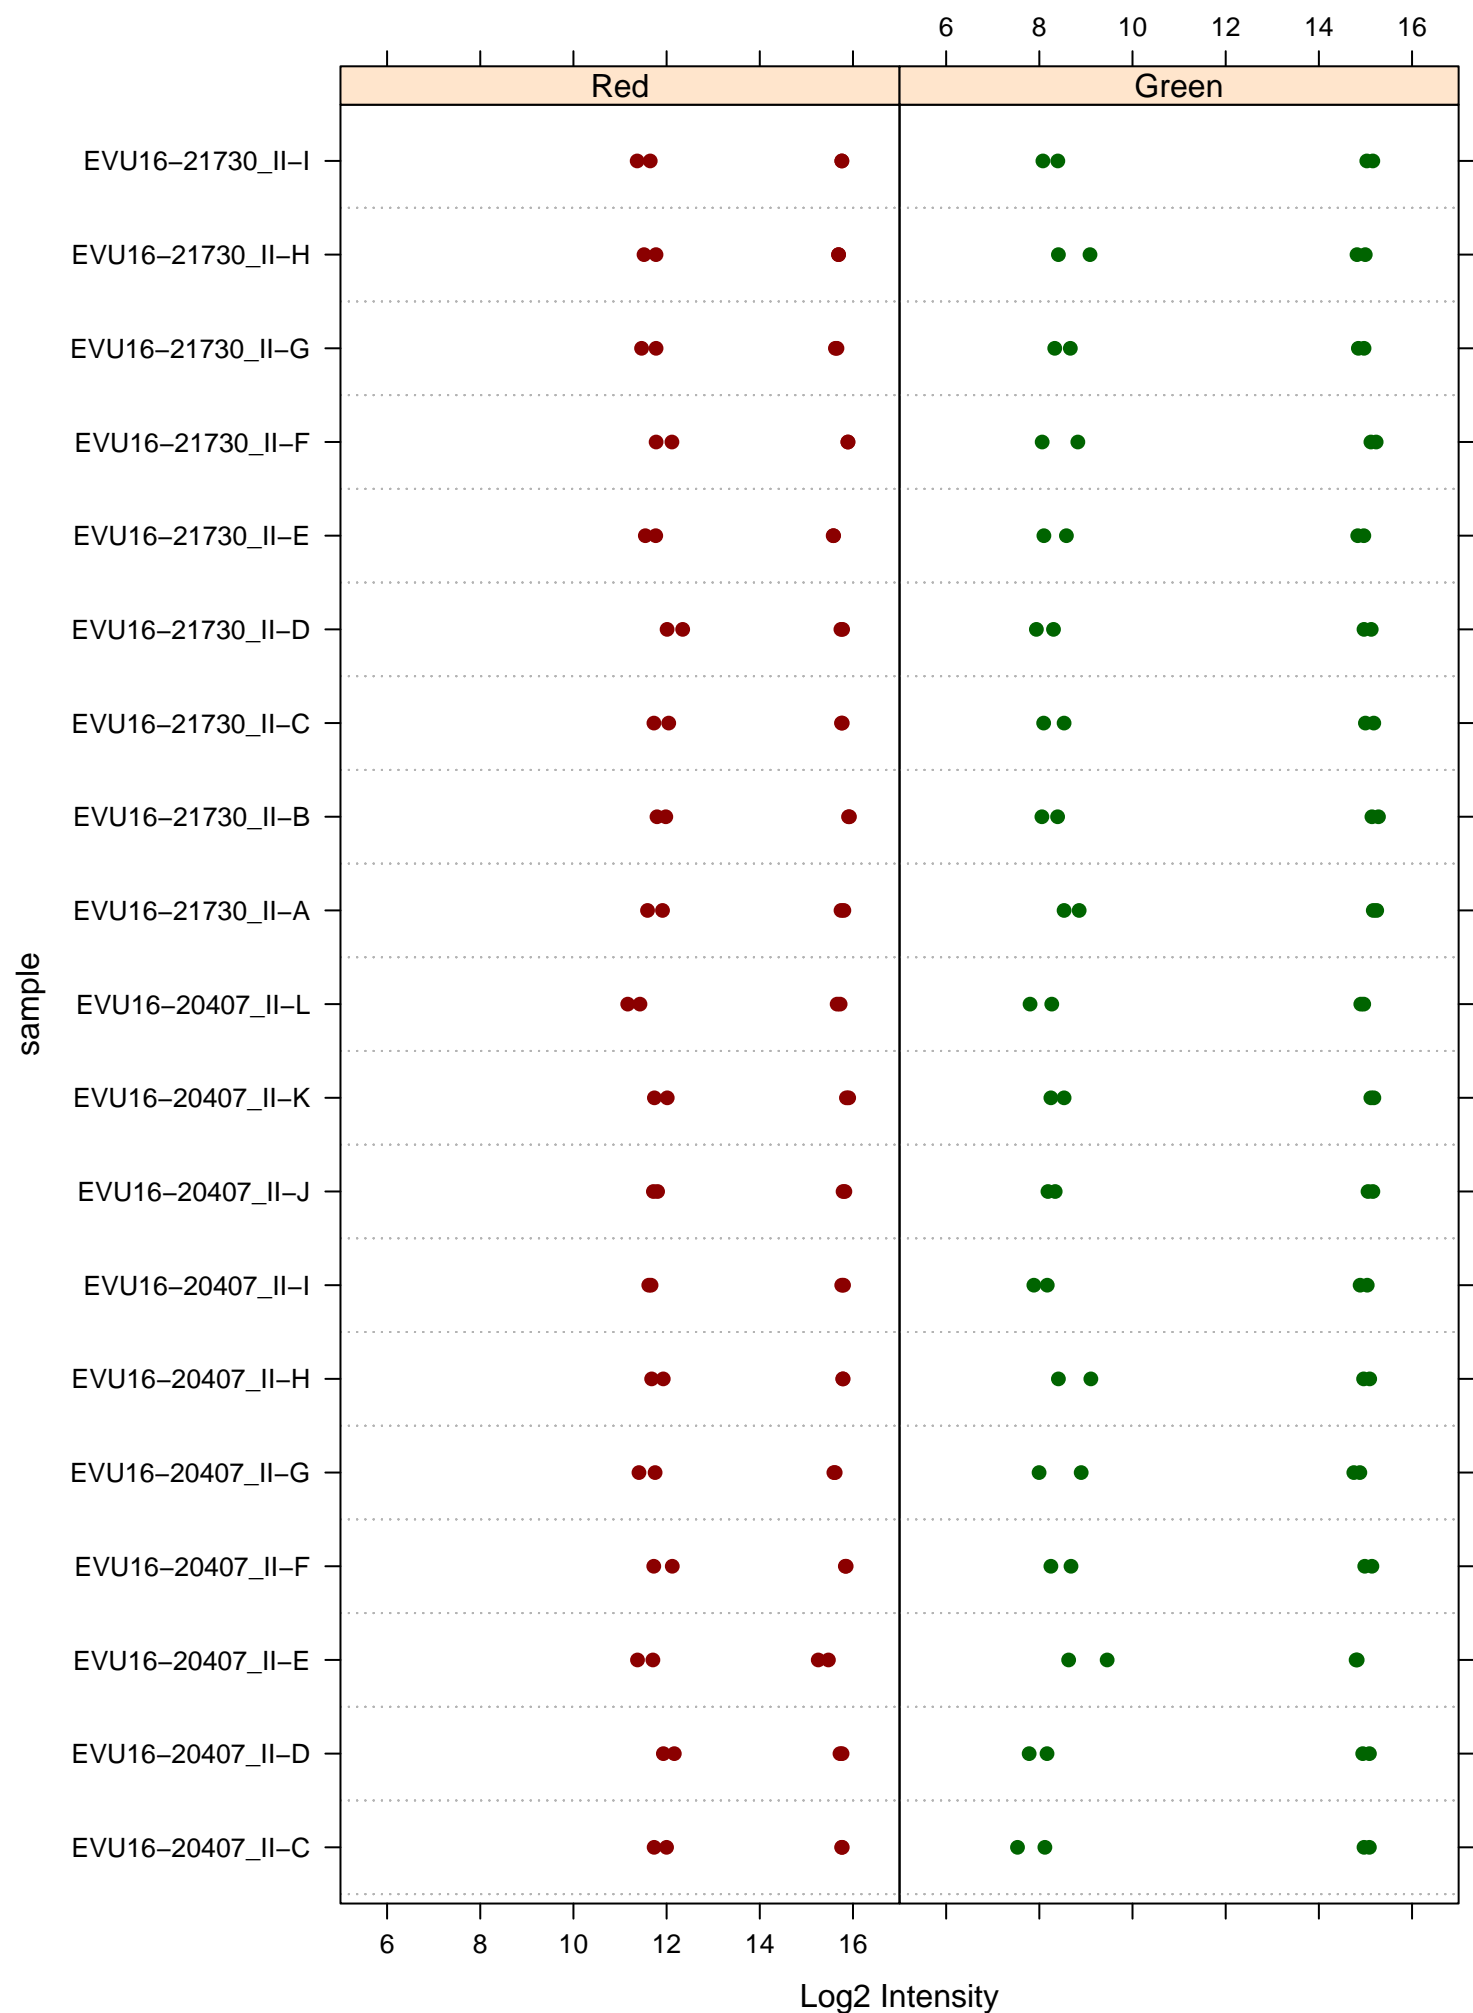 6 8 10 12 14 16
Red Green
EVU16−21730_II−I
EVU16−21730_II−H
EVU16−21730_II−G
EVU16−21730_II−F
EVU16−21730_II−E
EVU16−21730_II−D
EVU16−21730_II−C
EVU16−21730_II−B
EVU16−21730_II−A
sample
EVU16−20407_II−L
EVU16−20407_II−K
EVU16−20407_II−J
EVU16−20407_II−I
EVU16−20407_II−H
EVU16−20407_II−G
EVU16−20407_II−F
EVU16−20407_II−E
EVU16−20407_II−D
EVU16−20407_II−C
6 8 10 12 14 16
Log2 Intensity